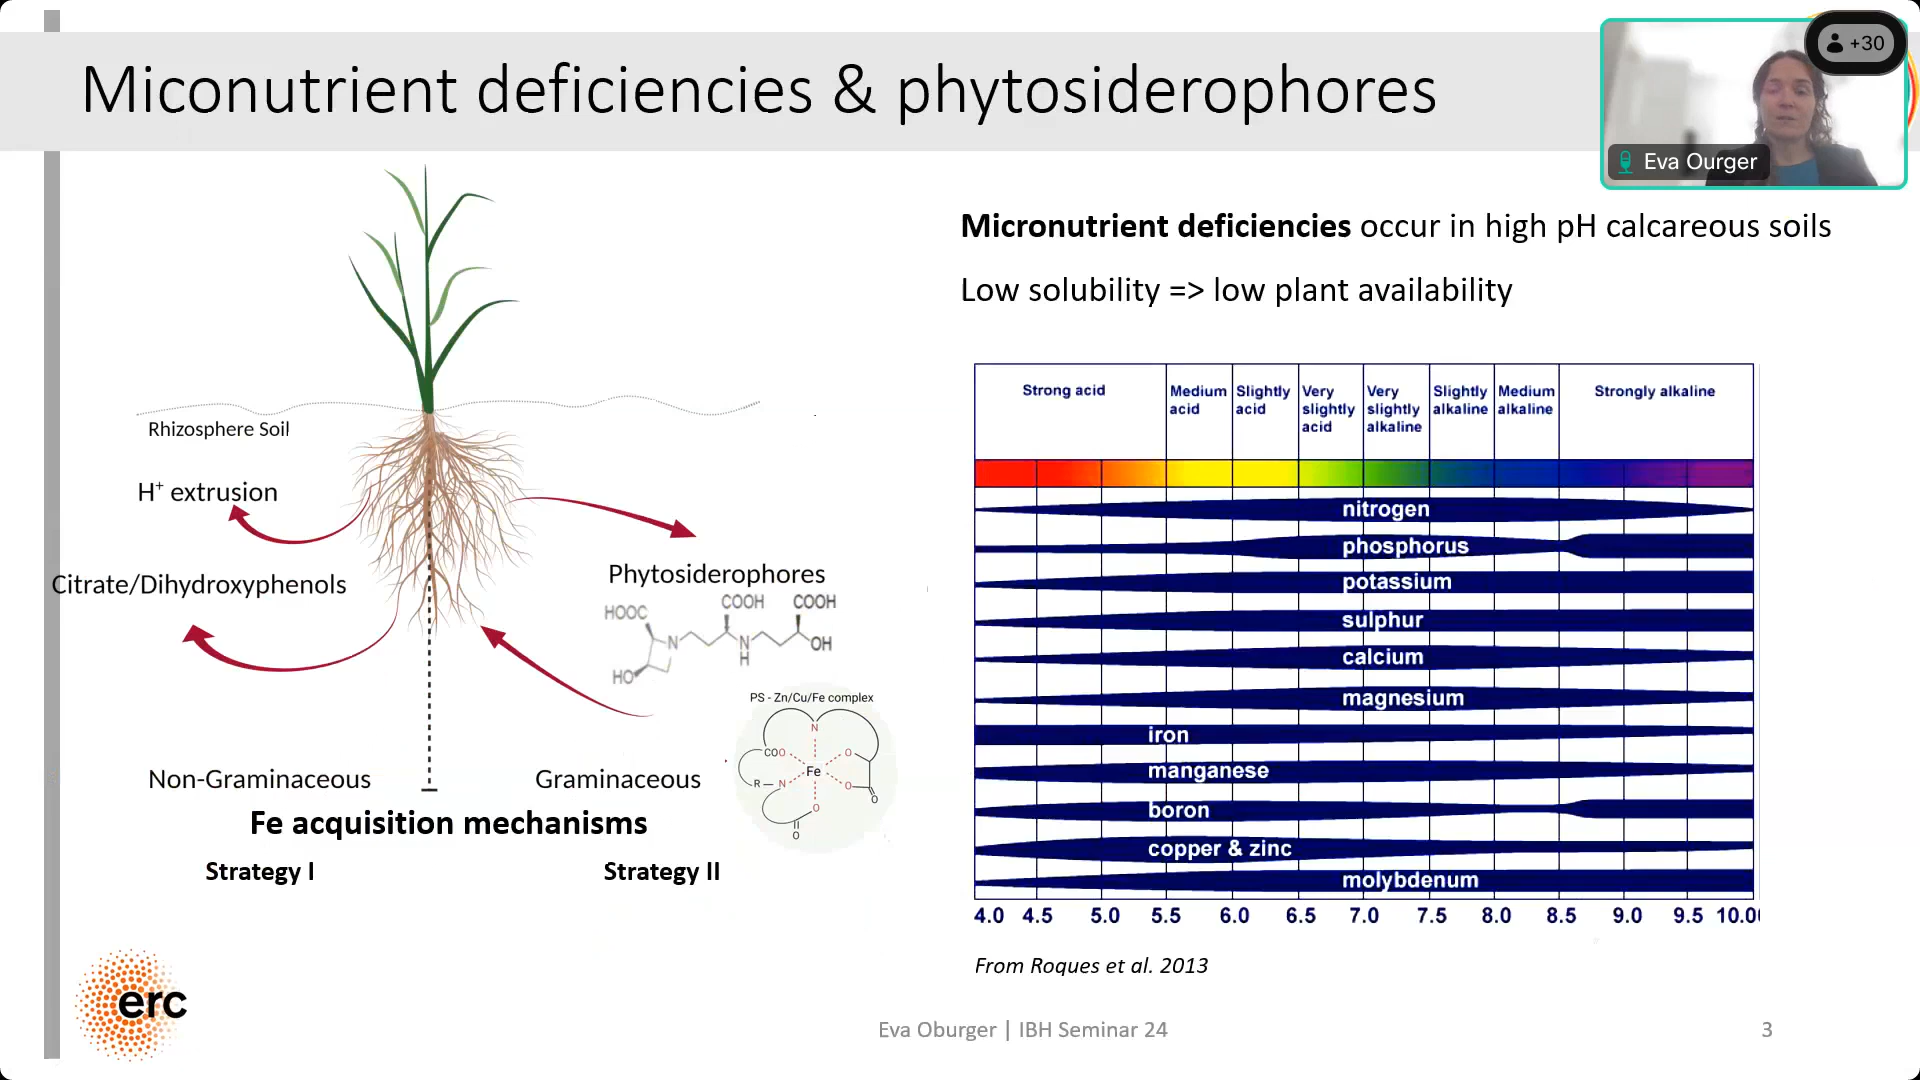 Miconutrient deficiencies & phytosiderophores
+30
Eva Ourger
Micronutrient deficiencies occur in high pH calcareous soils
Low solubility => low plant availability
Rhizosphere Soil
H⁺ extrusion
Citrate/Dihydroxyphenols
Phytosiderophores
HOOC
COOH
COOH
N
N
H
OH
HO
PS - Zn/Cu/Fe complex
N
COO
O
Fe
R
N
O
O
O
O
Non-Graminaceous
Graminaceous
Fe acquisition mechanisms
Strategy I
Strategy II
Strong acid
Medium acid
Slightly acid
Very slightly acid
Very slightly alkaline
Slightly alkaline
Medium alkaline
Strongly alkaline
nitrogen
phosphorus
potassium
sulphur
calcium
magnesium
iron
manganese
boron
copper & zinc
molybdenum
4.0 4.5 5.0 5.5 6.0 6.5 7.0 7.5 8.0 8.5 9.0 9.5 10.0
From Roques et al. 2013
erc
Eva Oburger | IBH Seminar 24
3